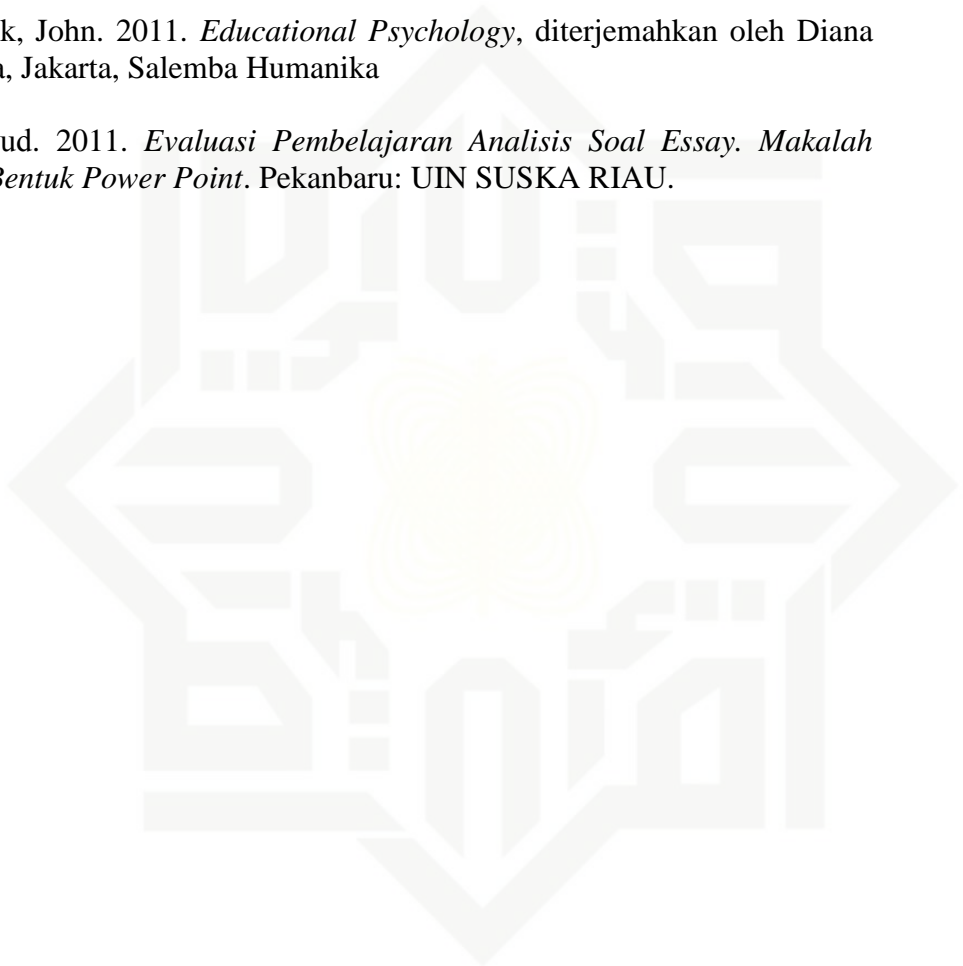 k, John. 2011. Educational Psychology, diterjemahkan oleh Diana
a, Jakarta, Salemba Humanika
ud. 2011. Evaluasi Pembelajaran Analisis Soal Essay. Makalah
Bentuk Power Point. Pekanbaru: UIN SUSKA RIAU.